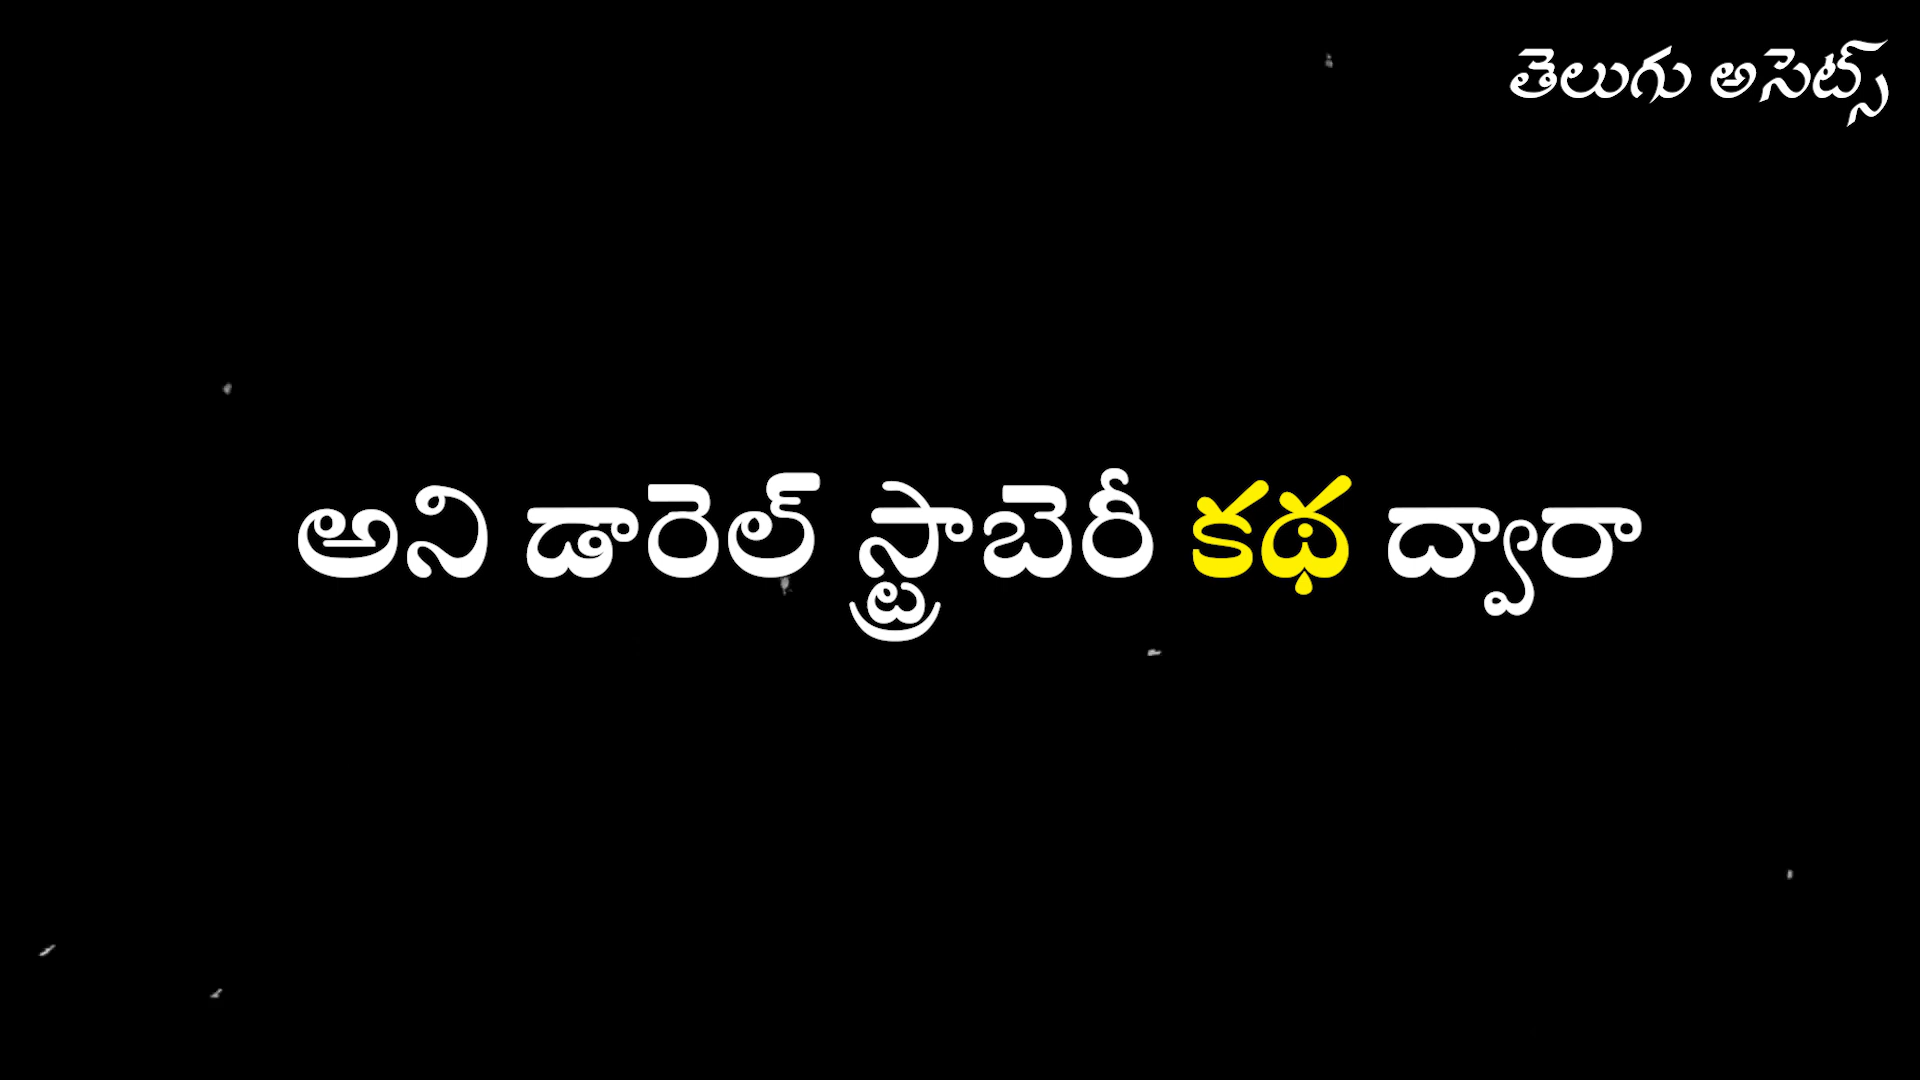 తెలుగు అసెట్స్
అని డారెల్ స్ట్రాబెరీ కథ ద్వారా